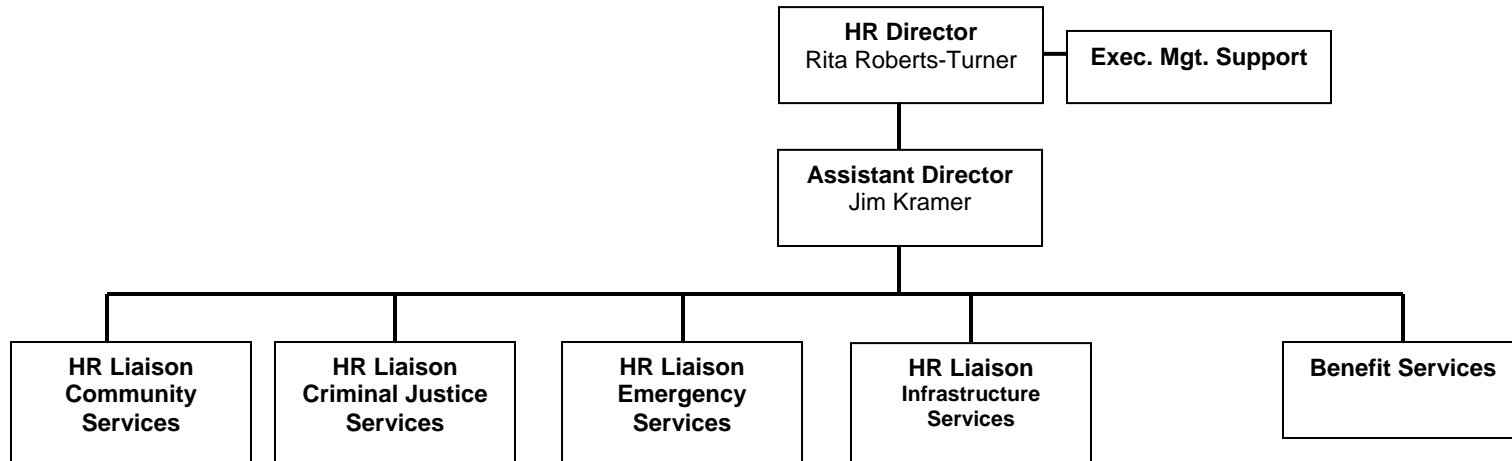 HR Director
Rita Roberts-Turner
Exec. Mgt. Support
Assistant Director
Jim Kramer
HR Liaison
Community
Services
HR Liaison
Criminal Justice
Services
HR Liaison
Emergency
Services
HR Liaison
Infrastructure
Services
Benefit Services